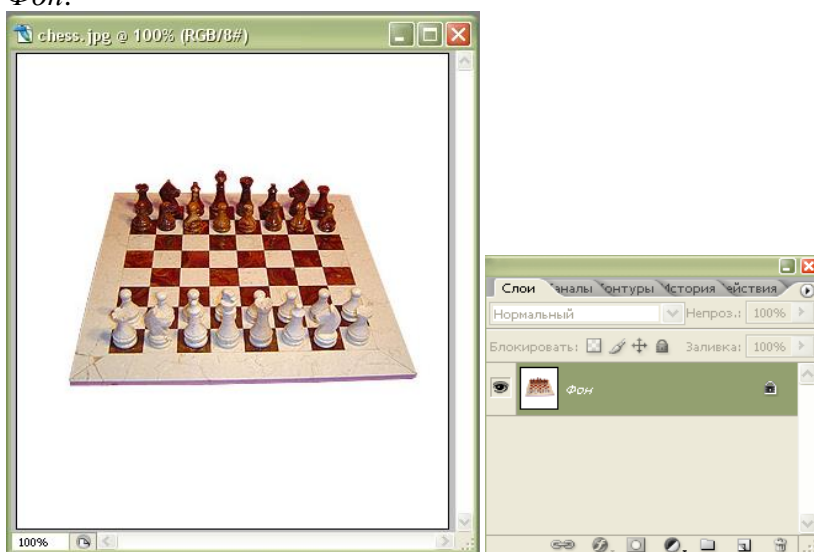 Фон.
chess.jpg @ 100% (RGB/8#)
100%
Слои аналы онтуры история ействия
Нормальный Непроз.: 100%
Блокировать: Заливка: 100%
Фон